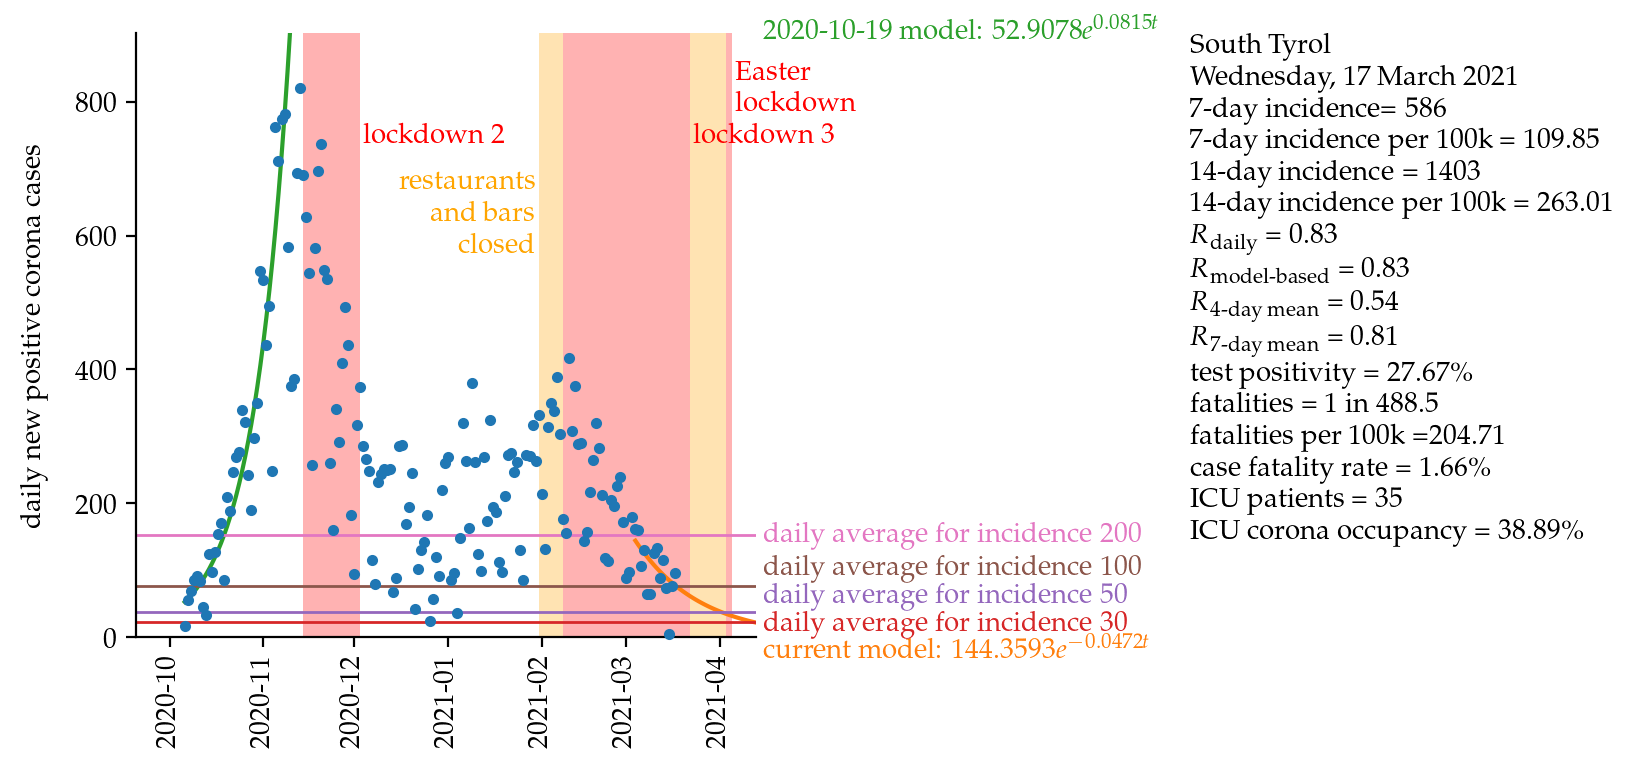 2020-10-19 model: 52.9078e^0.0815t
Easter
lockdown
lockdown 2
lockdown 3
restaurants
and bars
closed
daily new positive corona cases
800
600
400
200
0
daily average for incidence 200
daily average for incidence 100
daily average for incidence 50
daily average for incidence 30
current model: 144.3593e^−0.0472t
2020-10
2020-11
2020-12
2021-01
2021-02
2021-03
2021-04
South Tyrol
Wednesday, 17 March 2021
7-day incidence= 586
7-day incidence per 100k = 109.85
14-day incidence = 1403
14-day incidence per 100k = 263.01
R daily = 0.83
R model-based = 0.83
R 4-day mean = 0.54
R 7-day mean = 0.81
test positivity = 27.67%
fatalities = 1 in 488.5
fatalities per 100k =204.71
case fatality rate = 1.66%
ICU patients = 35
ICU corona occupancy = 38.89%